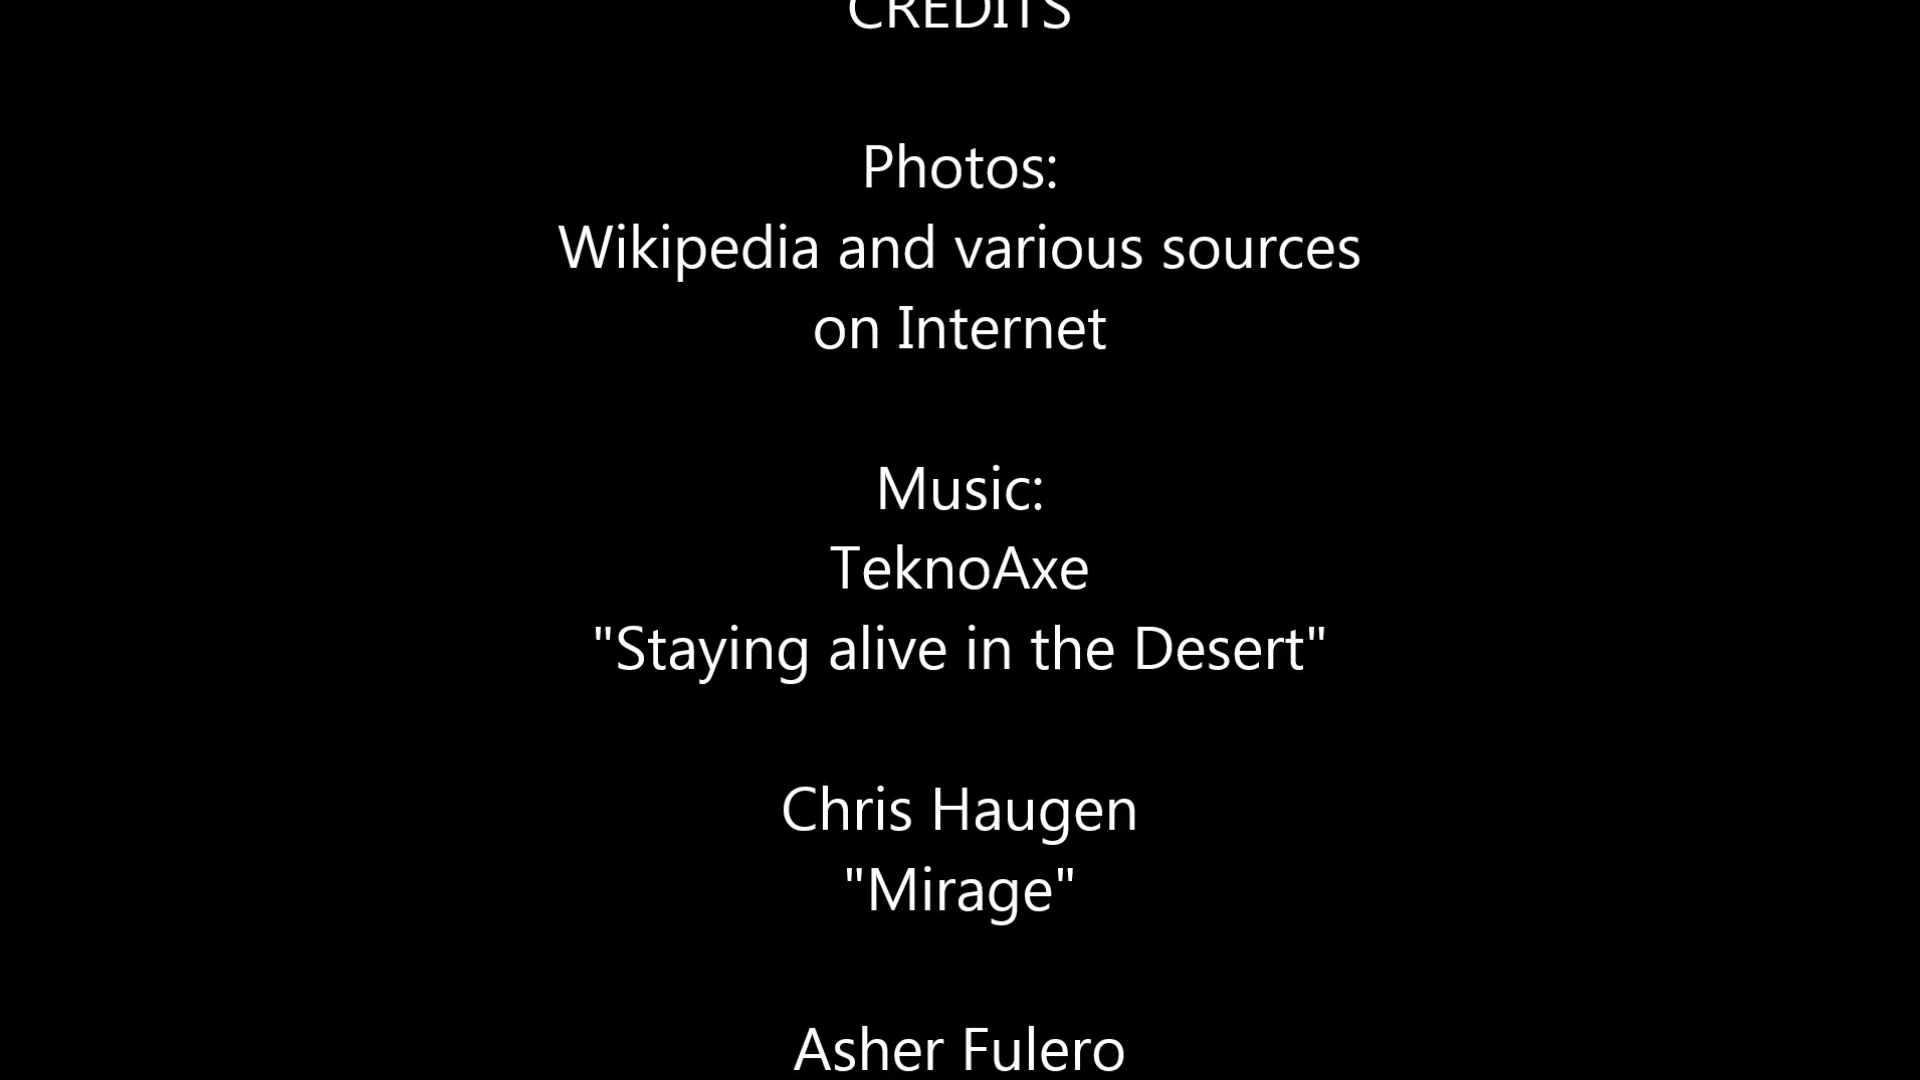 CREDITS
Photos:
Wikipedia and various sources
on Internet
Music:
TeknoAxe
"Staying alive in the Desert"
Chris Haugen
"Mirage"
Asher Fulero